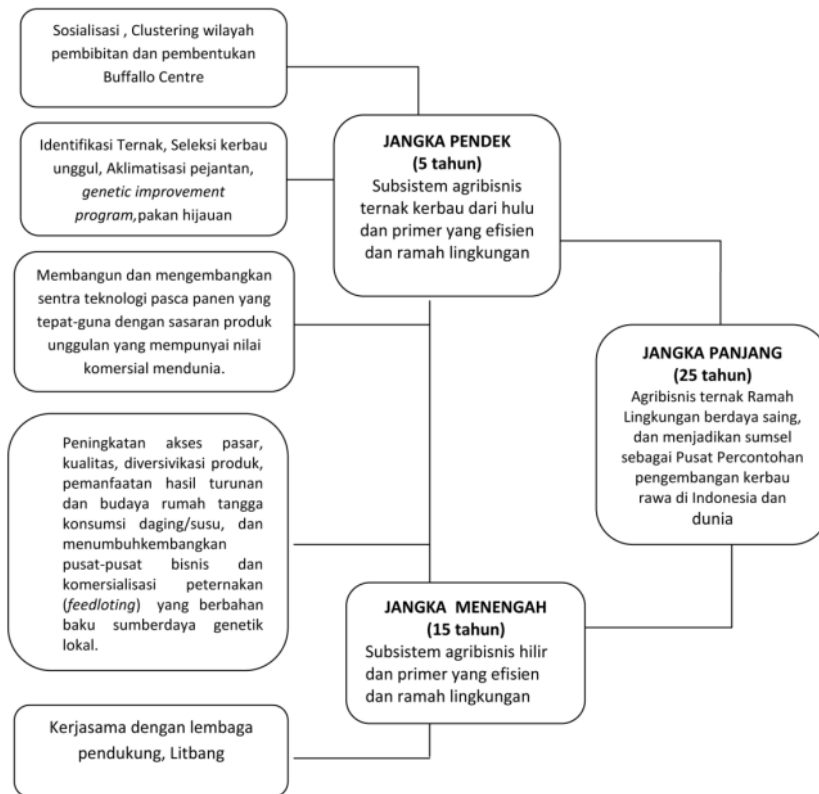 Sosialisasi , Clustering wilayah
pembibitan dan pembentukan
Buffallo Centre
Identifikasi Ternak, Seleksi kerbau
unggul, Aklimatisasi pejantan,
genetic improvement
program,pakan hijauan
Membangun dan mengembangkan
sentra teknologi pasca panen yang
tepat-guna dengan sasaran produk
unggulan yang mempunyai nilai
komersial mendunia.
Peningkatan akses pasar,
kualitas, diversivikasi produk,
pemanfaatan hasil turunan
dan budaya rumah tangga
konsumsi daging/susu, dan
menumbuhkembangkan
pusat-pusat bisnis dan
komersialisasi peternakan
(feedloting) yang berbahan
baku sumberdaya genetik
lokal.
Kerjasama dengan lembaga
pendukung, Litbang
JANGKA PENDEK
(5 tahun)
Subsistem agribisnis
ternak kerbau dari hulu
dan primer yang efisien
dan ramah lingkungan
JANGKA MENENGAH
(15 tahun)
Subsistem agribisnis hilir
dan primer yang efisien
dan ramah lingkungan
JANGKA PANJANG
(25 tahun)
Agribisnis ternak Ramah
Lingkungan berdaya saing,
dan menjadikan sumsel
sebagai Pusat Percontohan
pengembangan kerbau
rawa di Indonesia dan
dunia